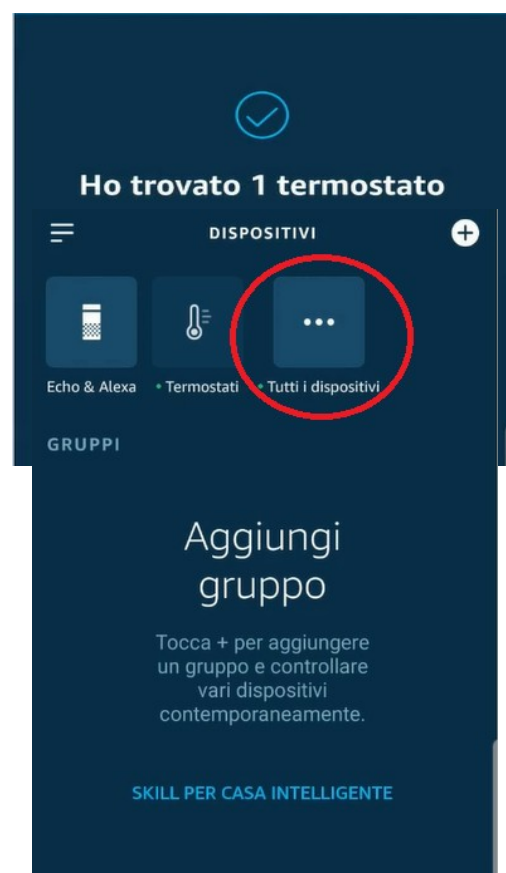 Ho trovato 1 termostato
DISPOSITIVI
Echo & Alexa
Termostati
Tutti i dispositivi
GRUPPI
Aggiungi
gruppo
Tocca + per aggiungere
un gruppo e controllare
vari dispositivi
contemporaneamente.
SKILL PER CASA INTELLIGENTE